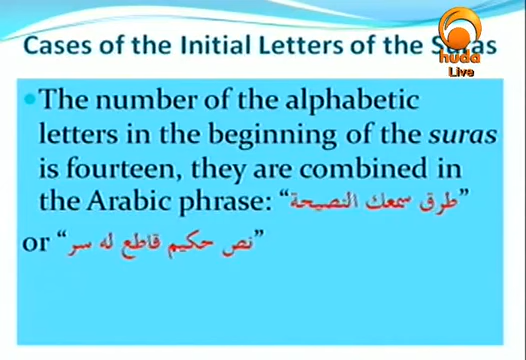 Cases of the Initial Letters of the Suras
huda
Live
The number of the alphabetic
letters in the beginning of the suras
is fourteen, they are combined in
the Arabic phrase: “طرق سمعك النصيحة”
or “نص حكيم قاطع له سر”